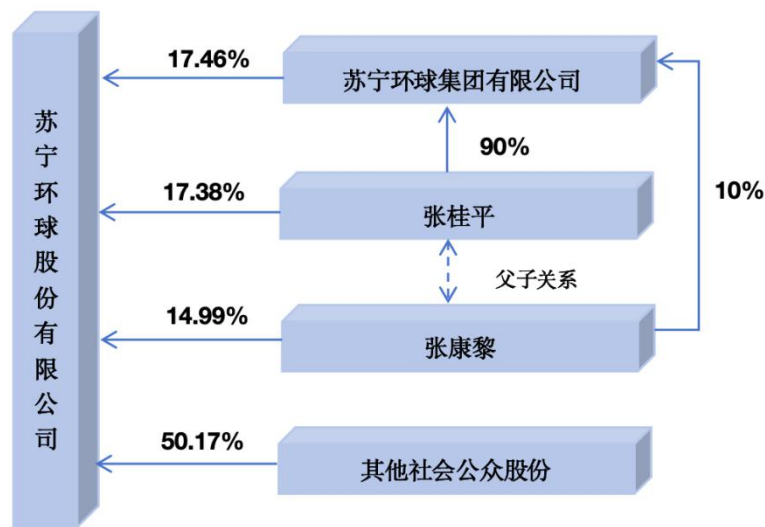 苏宁环球股份有限公司
17.46%
苏宁环球集团有限公司
90%
10%
17.38%
张桂平
父子关系
14.99%
张康黎
50.17%
其他社会公众股份